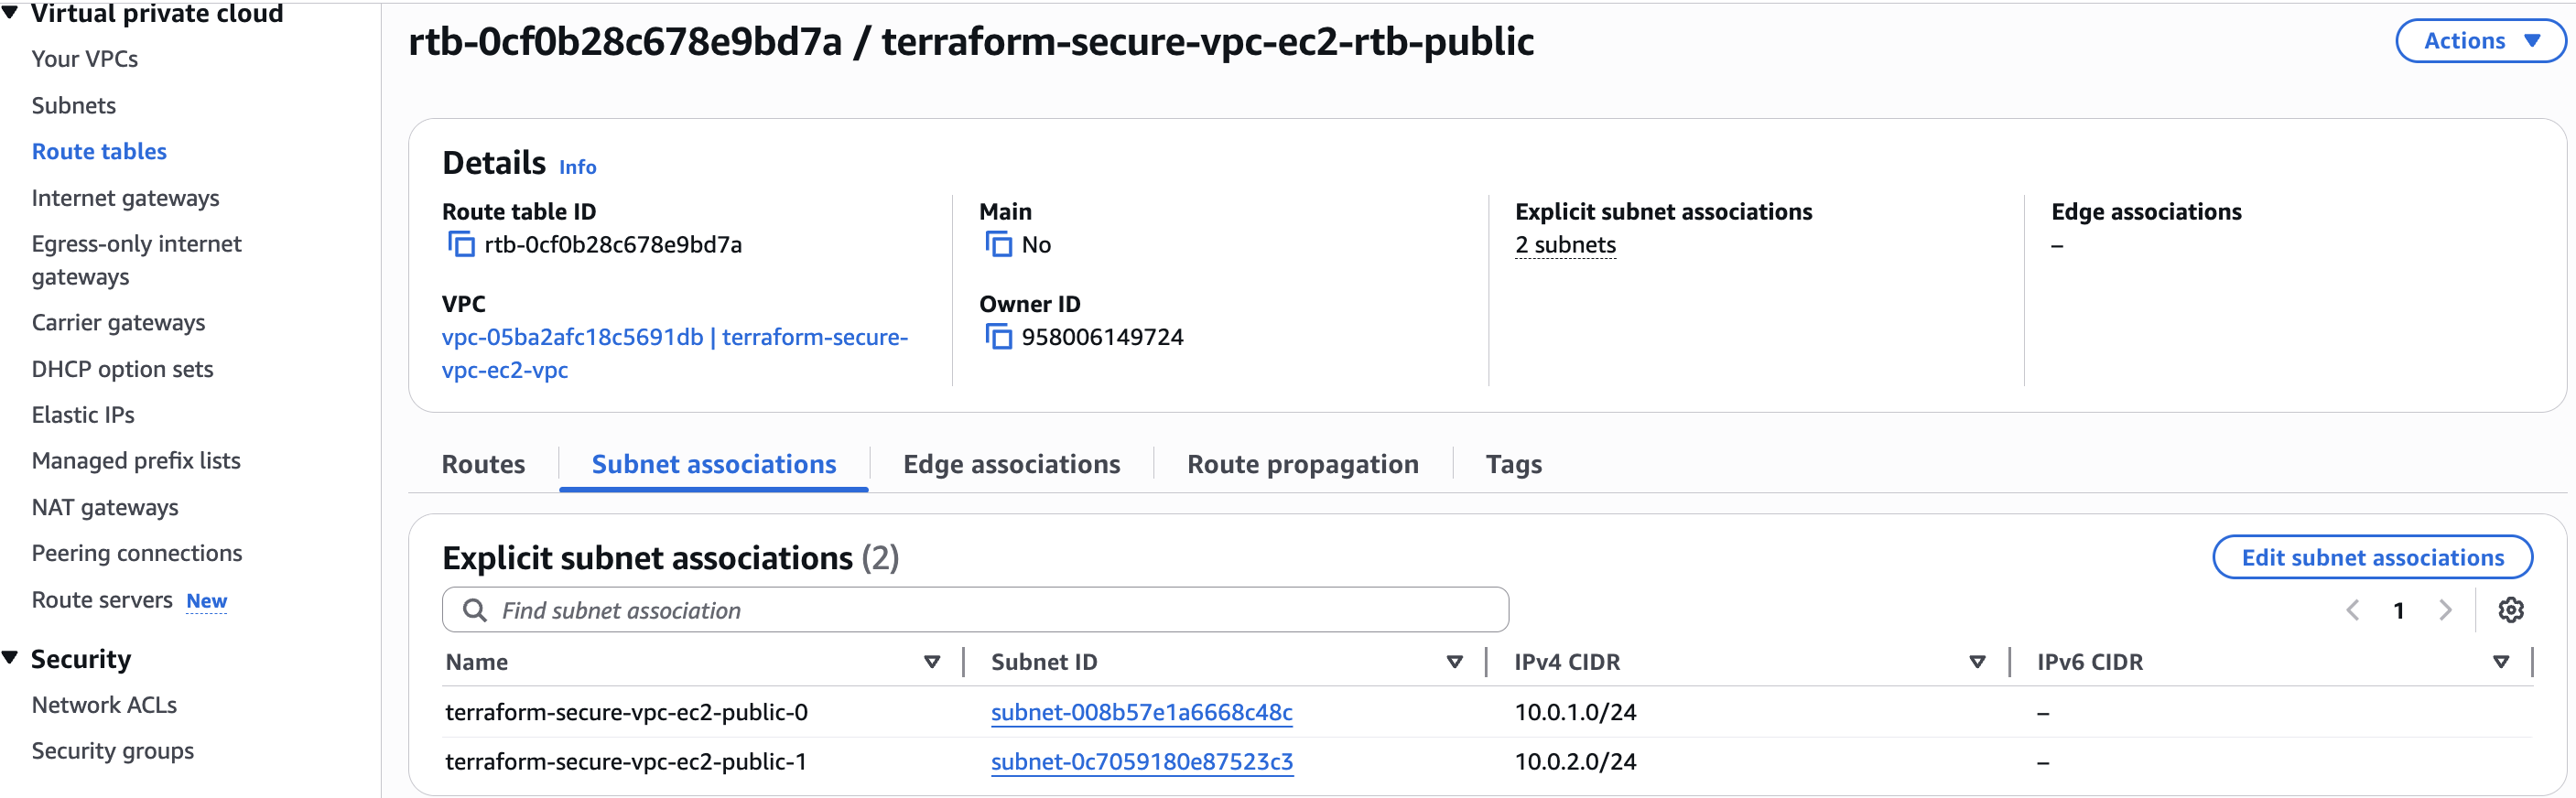 Virtual private cloud
Your VPCs
Subnets
Route tables
Internet gateways
Egress-only internet
gateways
Carrier gateways
DHCP option sets
Elastic IPs
Managed prefix lists
NAT gateways
Peering connections
Route servers New
Security
Network ACLs
Security groups
rtb-0cf0b28c678e9bd7a / terraform-secure-vpc-ec2-rtb-public
Actions
Details Info
Route table ID
rtb-0cf0b28c678e9bd7a
Main
No
Explicit subnet associations
2 subnets
Edge associations
–
VPC
vpc-05ba2afc18c5691db | terraform-secure-
vpc-ec2-vpc
Owner ID
958006149724
Routes
Subnet associations
Edge associations
Route propagation
Tags
Explicit subnet associations (2)
Edit subnet associations
Find subnet association
1
Name Subnet ID IPv4 CIDR IPv6 CIDR
terraform-secure-vpc-ec2-public-0 subnet-008b57e1a6668c48c 10.0.1.0/24 –
terraform-secure-vpc-ec2-public-1 subnet-0c7059180e87523c3 10.0.2.0/24 –